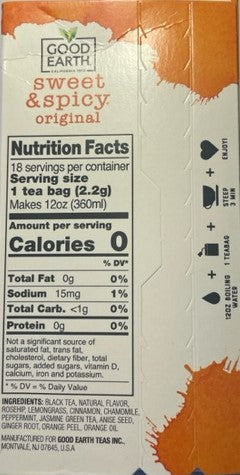 GOOD
EARTH
sweet
& spicy
original
Nutrition Facts
18 servings per container
Serving size
1 tea bag (2.2g)
Makes 12oz (360ml)
Amount per serving
Calories 0
% DV*
Total Fat 0g 0%
Sodium 15mg 1%
Total Carb. <1g 0%
Protein 0g 0%
Not a significant source of
saturated fat, trans fat,
cholesterol, dietary fiber, total
sugars, added sugars, vitamin D,
calcium, iron and potassium.
* % DV = % Daily Value
INGREDIENTS: BLACK TEA, NATURAL FLAVOR,
ROSEHIP, LEMONGRASS, CINNAMON, CHAMOMILE,
PEPPERMINT, JASMINE GREEN TEA, ANISE SEED,
GINGER ROOT, ORANGE PEEL, ORANGE OIL.
MANUFACTURED FOR GOOD EARTH TEAS INC.,
MONTVALE, NJ 07645, U.S.A
12OZ BOILING
WATER
+
1 TEABAG
+
STEEP
3 MIN
+
ENJOY!